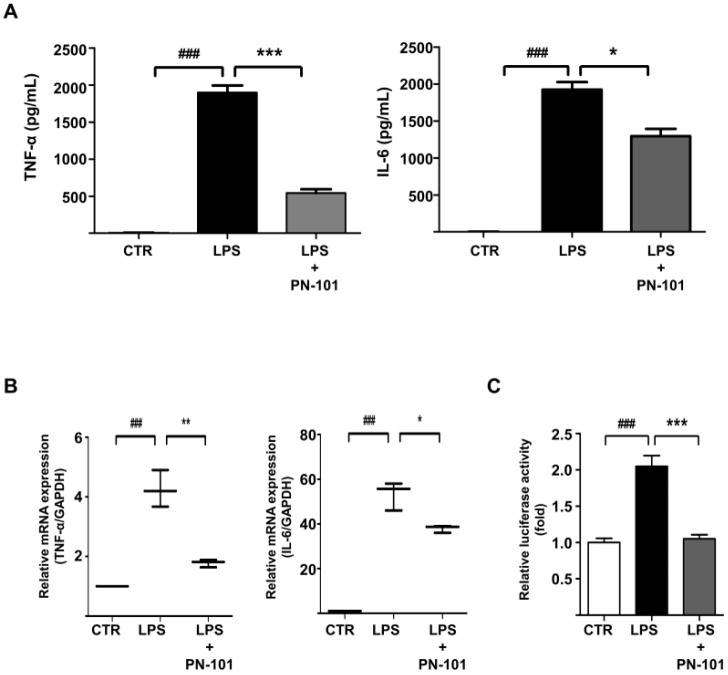 A
TNF-α (pg/mL)
2500
2000
1500
1000
500
###
***
CTR
LPS
LPS
+
PN-101
IL-6 (pg/mL)
2500
2000
1500
1000
500
###
*
CTR
LPS
LPS
+
PN-101
B
Relative mRNA expression
(TNF-α/GAPDH)
6
4
2
##
**
CTR
LPS
LPS
+
PN-101
Relative mRNA expression
(IL-6/GAPDH)
80
60
40
20
##
*
CTR
LPS
LPS
+
PN-101
C
Relative luciferase activity
(fold)
2.5
2.0
1.5
1.0
0.5
###
***
CTR
LPS
LPS
+
PN-101